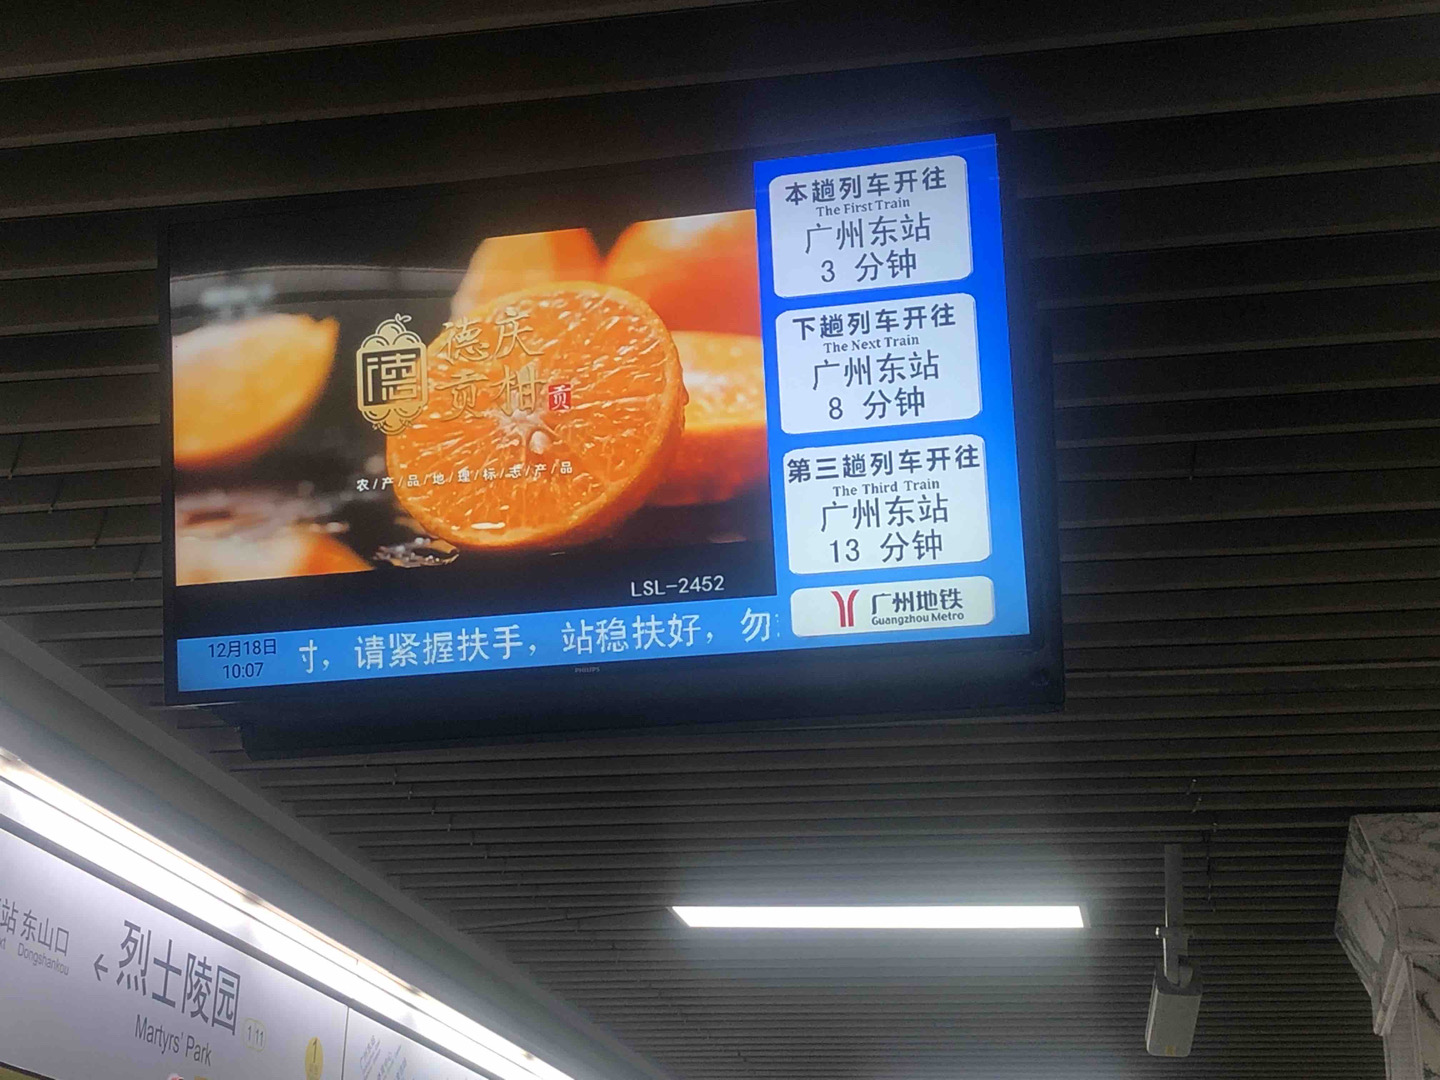 本趟列车开往
The First Train
广州东站
3 分钟
下趟列车开往
The Next Train
广州东站
8 分钟
第三趟列车开往
The Third Train
广州东站
13 分钟
广州地铁
Guangzhou Metro
德
德庆
贡柑
贡
农/产/品/地/理/标/志/产/品
LSL-2452
12月18日
10:07
，请紧握扶手，站稳扶好，勿
PHILIPS
站 东山口
Dongshankou
← 烈士陵园
Martyrs' Park
1 11
1